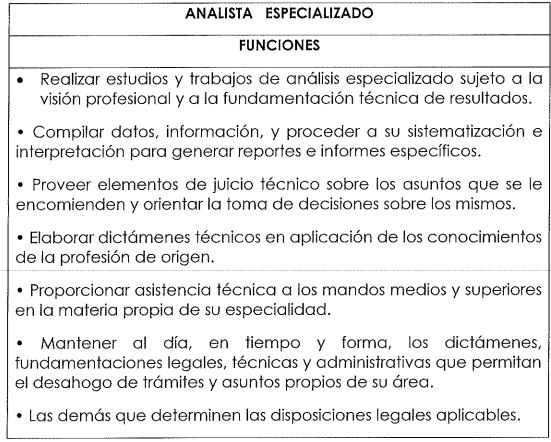 ANALISTA ESPECIALIZADO
FUNCIONES
• Realizar estudios y trabajos de análisis especializado sujeto a la
visión profesional y a la fundamentación técnica de resultados.
• Compilar datos, información, y proceder a su sistematización e
interpretación para generar reportes e informes específicos.
• Proveer elementos de juicio técnico sobre los asuntos que se le
encomienden y orientar la toma de decisiones sobre los mismos.
• Elaborar dictámenes técnicos en aplicación de los conocimientos
de la profesión de origen.
• Proporcionar asistencia técnica a los mandos medios y superiores
en la materia propia de su especialidad.
• Mantener al día, en tiempo y forma, los dictámenes,
fundamentaciones legales, técnicas y administrativas que permitan
el desahogo de trámites y asuntos propios de su área.
• Las demás que determinen las disposiciones legales aplicables.